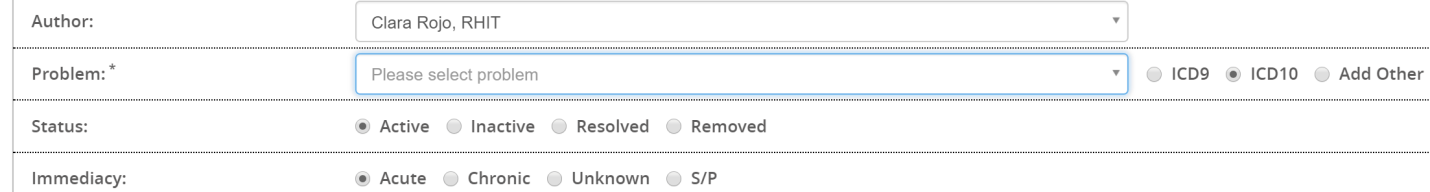 Author: Clara Rojo, RHIT
Problem:* Please select problem ICD9 ICD10 Add Other
Status: Active Inactive Resolved Removed
Immediacy: Acute Chronic Unknown S/P